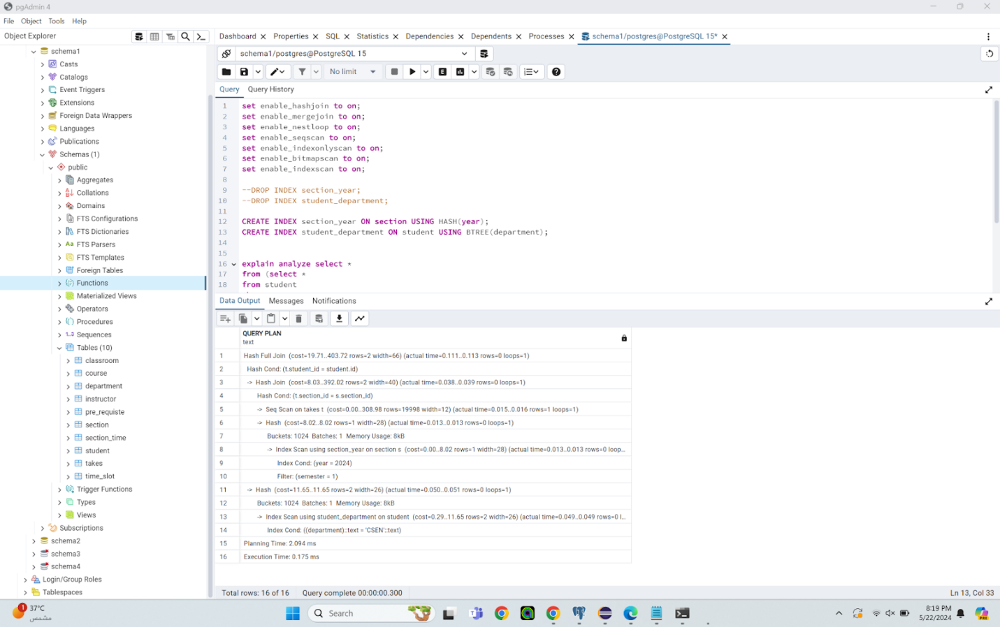 pgAdmin 4
File Object Tools Help
Object Explorer
Dashboard Properties SQL Statistics Dependencies Dependents Processes schema1/postgres@PostgreSQL 15*
schema1/postgres@PostgreSQL 15
No limit
Query Query History
schema1
Casts
Catalogs
Event Triggers
Extensions
Foreign Data Wrappers
Languages
Publications
Schemas (1)
public
Aggregates
Collations
Domains
FTS Configurations
FTS Dictionaries
FTS Parsers
FTS Templates
Foreign Tables
Functions
Materialized Views
Operators
Procedures
Sequences
Tables (10)
classroom
course
department
instructor
pre_requiste
section
section_time
student
takes
time_slot
Trigger Functions
Types
Views
Subscriptions
schema2
schema3
schema4
Login/Group Roles
Tablespaces
1 set enable_hashjoin to on;
2 set enable_mergejoin to on;
3 set enable_nestloop to on;
4 set enable_seqscan to on;
5 set enable_indexonlyscan to on;
6 set enable_bitmapscan to on;
7 set enable_indexscan to on;
8
9 --DROP INDEX section_year;
10 --DROP INDEX student_department;
11
12 CREATE INDEX section_year ON section USING HASH(year);
13 CREATE INDEX student_department ON student USING BTREE(department);
14
15
16 explain analyze select *
17 from (select *
18 from student
Data Output Messages Notifications
QUERY PLAN
text
1 Hash Full Join (cost=19.71..403.72 rows=2 width=66) (actual time=0.111..0.113 rows=0 loops=1)
2 Hash Cond: (t.student_id = student.id)
3 -> Hash Join (cost=8.03..392.02 rows=2 width=40) (actual time=0.038..0.039 rows=0 loops=1)
4 Hash Cond: (t.section_id = s.section_id)
5 -> Seq Scan on takes t (cost=0.00..308.98 rows=19998 width=12) (actual time=0.015..0.016 rows=1 loops=1)
6 -> Hash (cost=8.02..8.02 rows=1 width=28) (actual time=0.013..0.013 rows=0 loops=1)
7 Buckets: 1024 Batches: 1 Memory Usage: 8kB
8 -> Index Scan using section_year on section s (cost=0.00..8.02 rows=1 width=28) (actual time=0.013..0.013 rows=0 loop...
9 Index Cond: (year = 2024)
10 Filter: (semester = 1)
11 -> Hash (cost=11.65..11.65 rows=2 width=26) (actual time=0.050..0.051 rows=0 loops=1)
12 Buckets: 1024 Batches: 1 Memory Usage: 8kB
13 -> Index Scan using student_department on student (cost=0.29..11.65 rows=2 width=26) (actual time=0.049..0.049 rows=0 l...
14 Index Cond: ((department)::text = 'CSEN'::text)
15 Planning Time: 2.094 ms
16 Execution Time: 0.175 ms
Total rows: 16 of 16 Query complete 00:00:00.300 Ln 13, Col 33
1
37°C
مشمس
Search
8:19 PM
5/22/2024